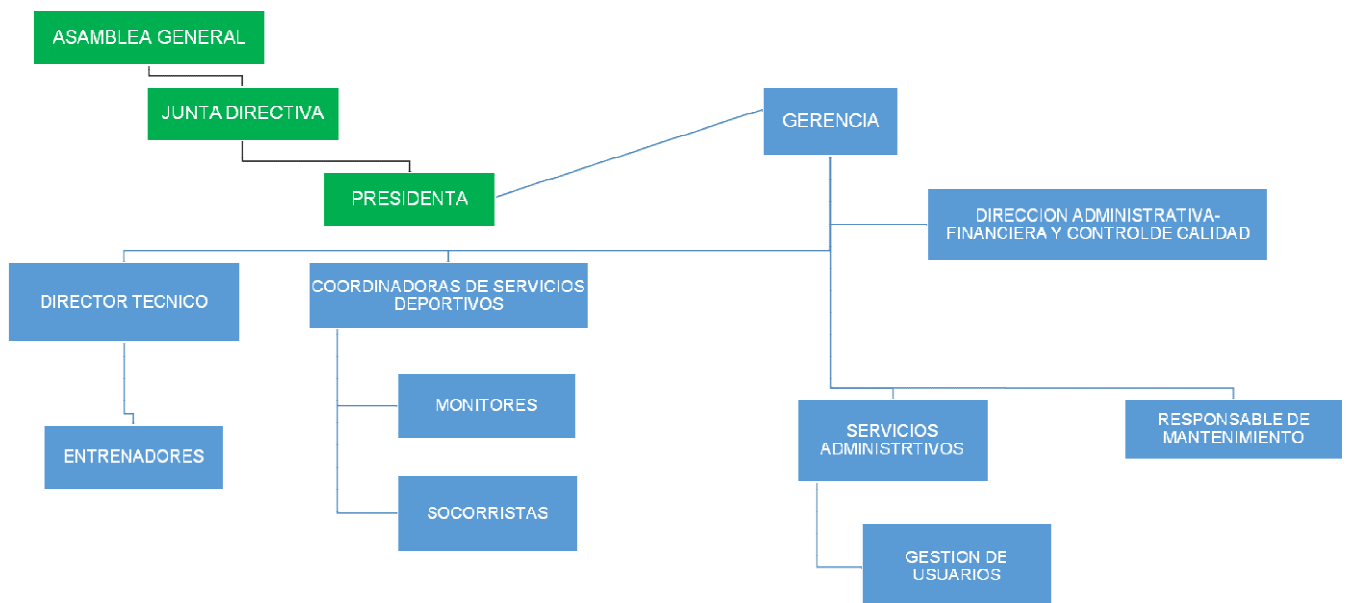 ASAMBLEA GENERAL
JUNTA DIRECTIVA
PRESIDENTA
GERENCIA
DIRECCION ADMINISTRATIVA-
FINANCIERA Y CONTROLDE CALIDAD
DIRECTOR TECNICO
COORDINADORAS DE SERVICIOS
DEPORTIVOS
ENTRENADORES
MONITORES
SOCORRISTAS
SERVICIOS
ADMINISTRTIVOS
RESPONSABLE DE
MANTENIMIENTO
GESTION DE
USUARIOS